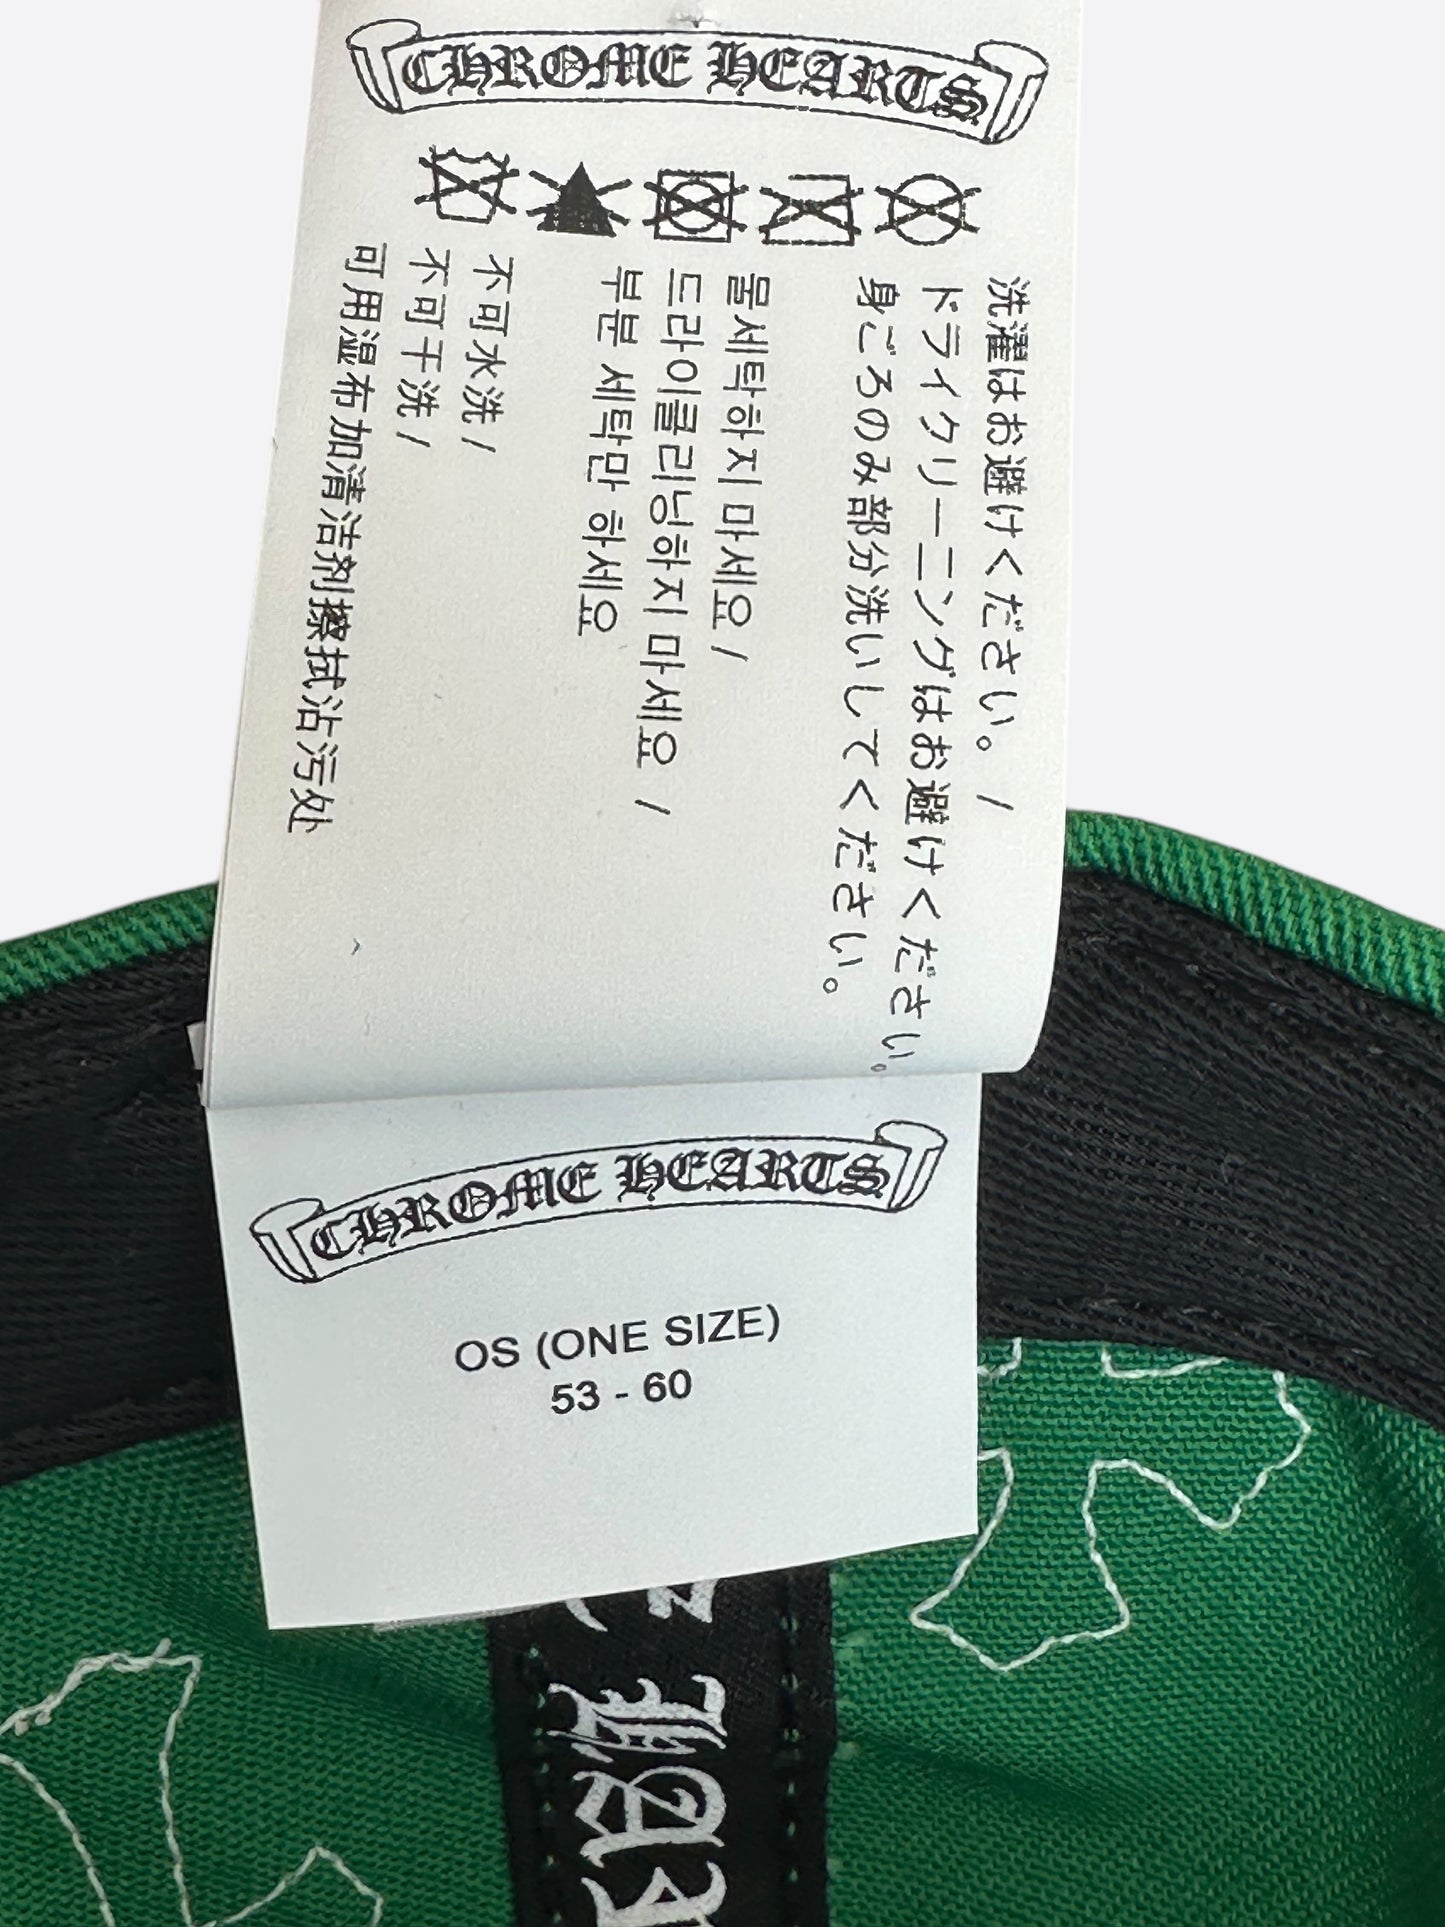 CHROME HEARTS
洗濯はお避けください。/
ドライクリーニングはお避けください。
身ごろのみ部分洗いしてください。
물세탁하지 마세요 /
드라이클리닝하지 마세요 /
부분 세탁만 하세요
不可水洗 /
不可干洗 /
可用湿布加清洁剂擦拭沾污处
CHROME HEARTS
OS (ONE SIZE)
53 - 60